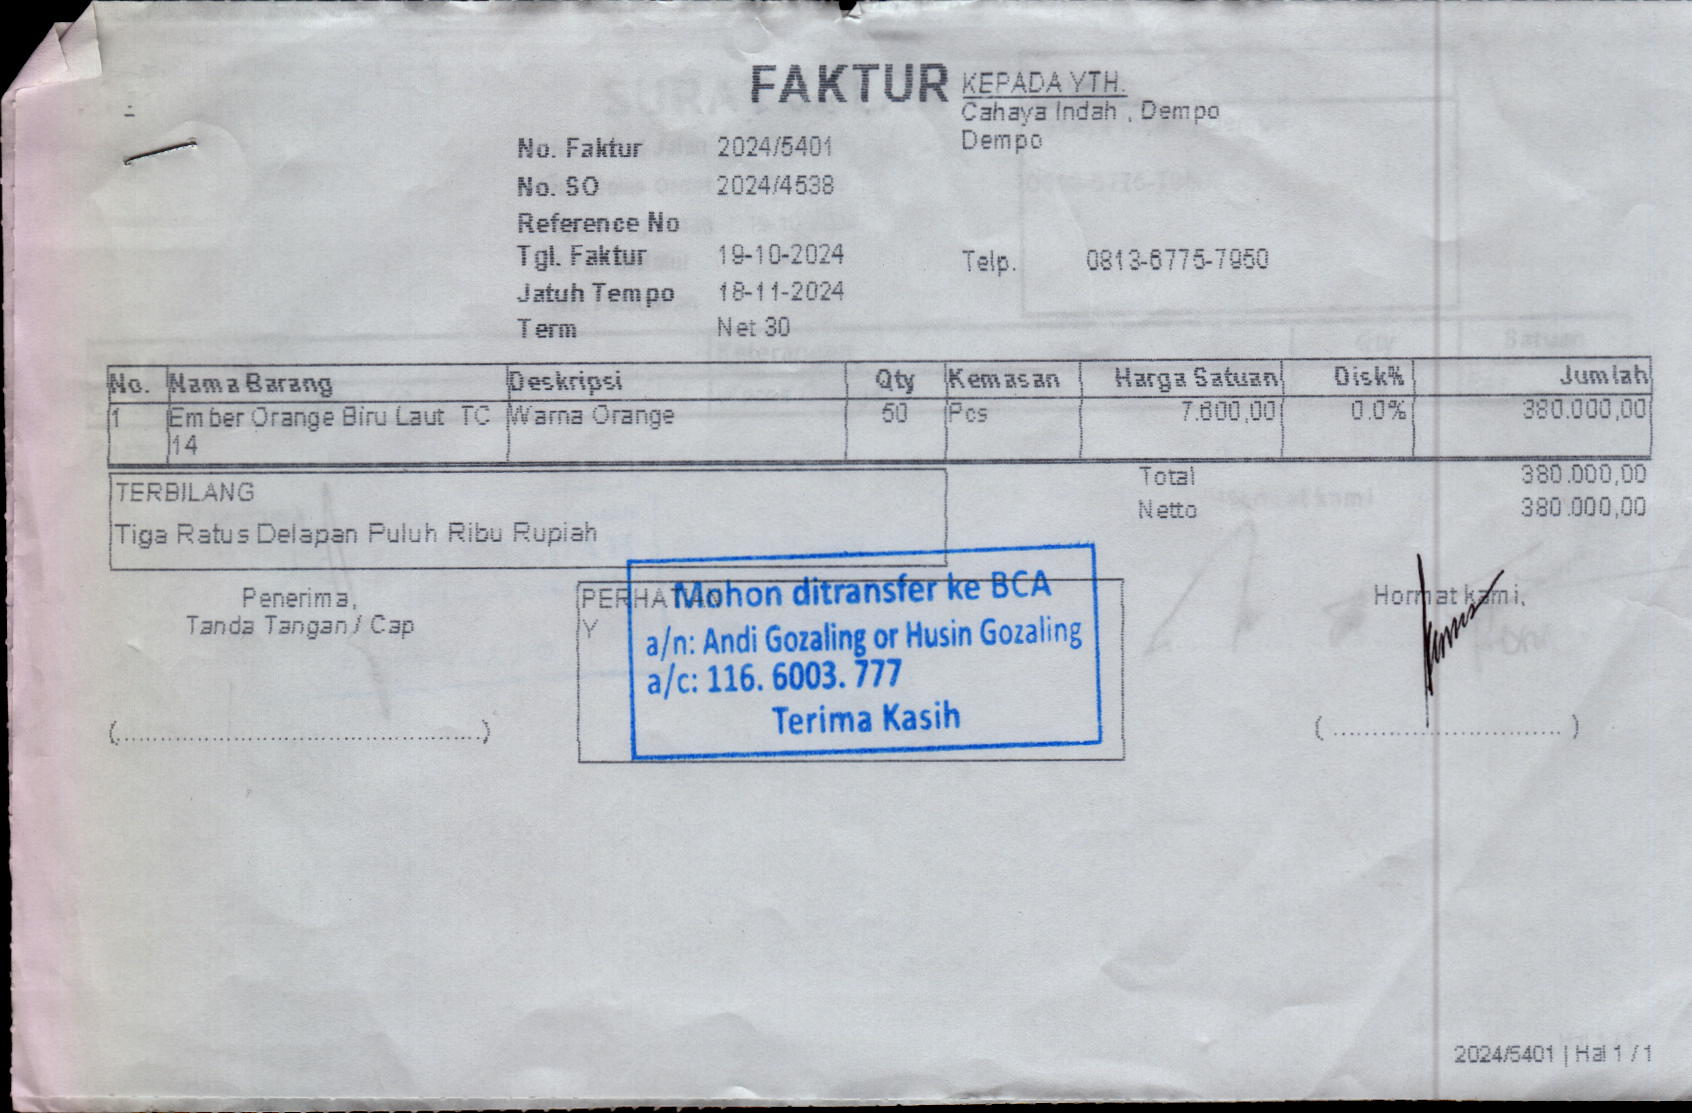 FAKTUR
KEPADA YTH.
Cahaya Indah , Dempo
Dempo
No. Faktur 2024/5401
No. SO 2024/4538
Reference No
Tgl. Faktur 19-10-2024
Telp. 0813-6775-7950
Jatuh Tempo 18-11-2024
Term Net 30
No. Nama Barang Deskripsi Qty Kemasan Harga Satuan Disk% Jumlah
1 Ember Orange Biru Laut TC Warna Orange 50 Pcs 7.600,00 0.0% 380.000,00
14
Total 380.000,00
Netto 380.000,00
TERBILANG
Tiga Ratus Delapan Puluh Ribu Rupiah
Penerima,
Tanda Tangan / Cap
(..........................................)
PERHATIAN
Y
Mohon ditransfer ke BCA
a/n: Andi Gozaling or Husin Gozaling
a/c: 116. 6003. 777
Terima Kasih
Hormat kami,
( .......................... )
2024/5401 | Hal 1 / 1